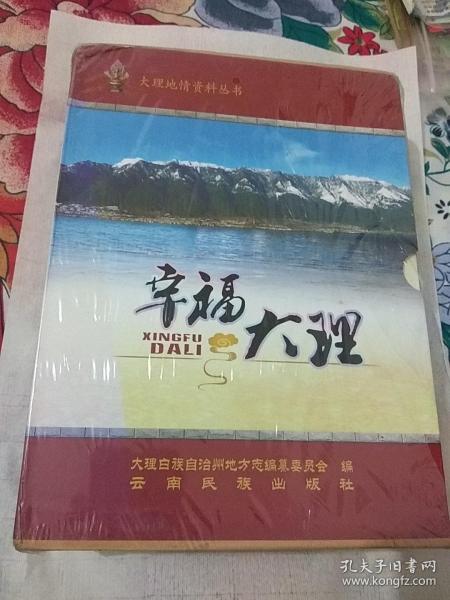 大理地情资料丛书
幸福
XINGFU
DALI
大理
大理白族自治州地方志编纂委员会 编
云南民族出版社
孔夫子旧书网
www.kongfz.com